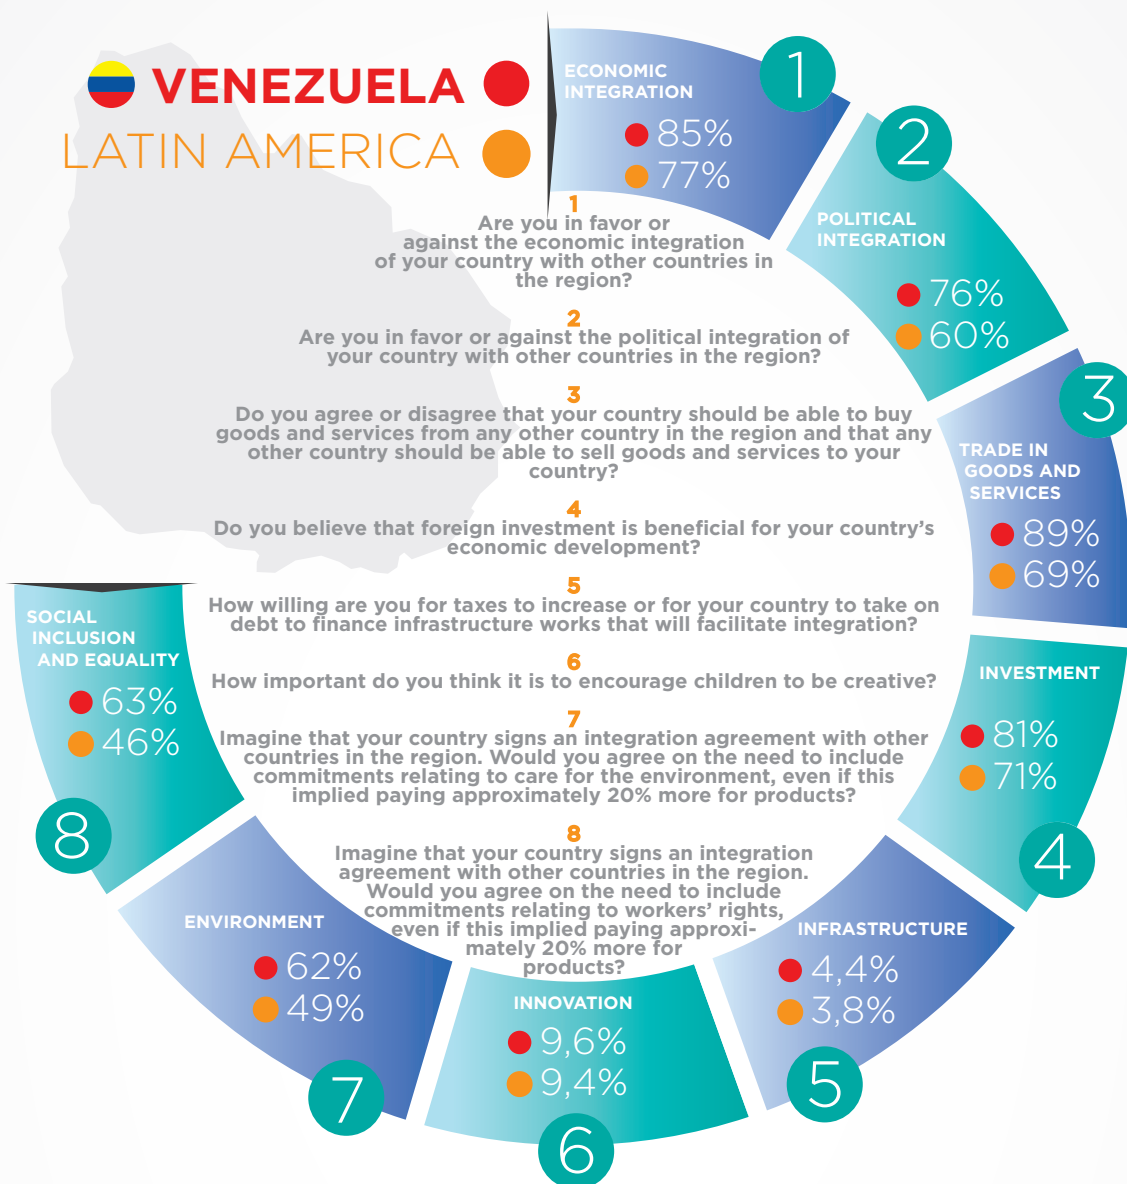 VENEZUELA
LATIN AMERICA
ECONOMIC
INTEGRATION
85%
77%
1
POLITICAL
INTEGRATION
76%
60%
2
TRADE IN
GOODS AND
SERVICES
89%
69%
3
INVESTMENT
81%
71%
4
INFRASTRUCTURE
4,4%
3,8%
5
INNOVATION
9,6%
9,4%
6
ENVIRONMENT
62%
49%
7
SOCIAL
INCLUSION
AND EQUALITY
63%
46%
8
1
Are you in favor or
against the economic integration
of your country with other countries in
the region?
2
Are you in favor or against the political integration of
your country with other countries in the region?
3
Do you agree or disagree that your country should be able to buy
goods and services from any other country in the region and that any
other country should be able to sell goods and services to your
country?
4
Do you believe that foreign investment is beneficial for your country’s
economic development?
5
How willing are you for taxes to increase or for your country to take on
debt to finance infrastructure works that will facilitate integration?
6
How important do you think it is to encourage children to be creative?
7
Imagine that your country signs an integration agreement with other
countries in the region. Would you agree on the need to include
commitments relating to care for the environment, even if this
implied paying approximately 20% more for products?
8
Imagine that your country signs an integration
agreement with other countries in the region.
Would you agree on the need to include
commitments relating to workers’ rights,
even if this implied paying approxi-
mately 20% more for
products?